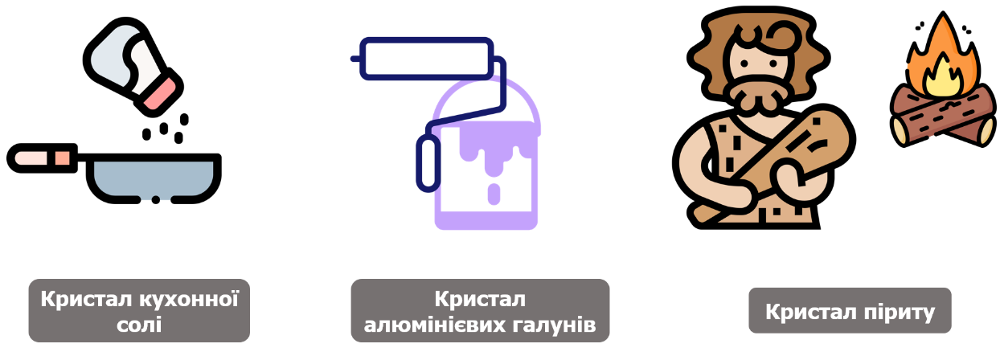 Кристал кухонної
солі
Кристал
алюмінієвих галунів
Кристал піриту